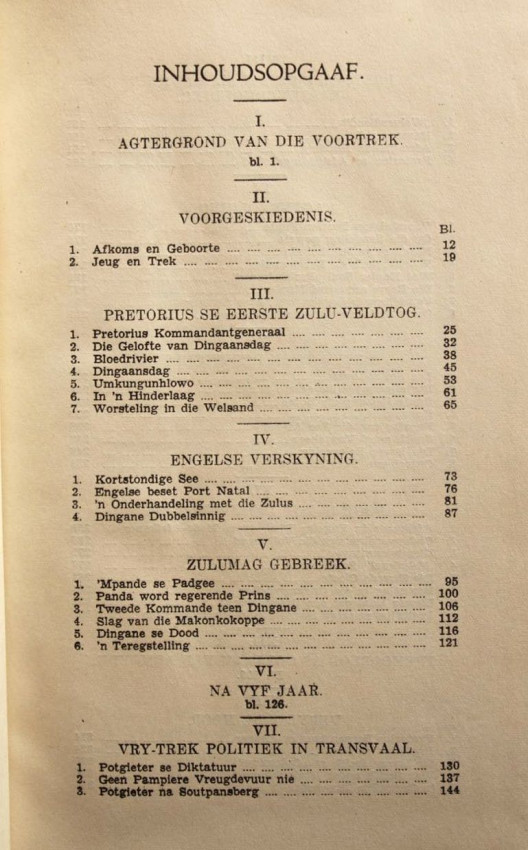 INHOUDSOPGAAF.
I.
AGTERGROND VAN DIE VOORTREK.
bl. 1.
II.
VOORGESKIEDENIS.
Bl.
1. Afkoms en Geboorte .... .... .... .... .... .... .... .... .... 12
2. Jeug en Trek .... .... .... .... .... .... .... .... .... .... .... 19
III.
PRETORIUS SE EERSTE ZULU-VELDTOG.
1. Pretorius Kommandantgeneraal .... .... .... .... .... .... 25
2. Die Gelofte van Dingaansdag .... .... .... .... .... .... .... 32
3. Bloedrivier .... .... .... .... .... .... .... .... .... .... .... .... 38
4. Dingaansdag .... .... .... .... .... .... .... .... .... .... .... 45
5. Umkungunhlowo .... .... .... .... .... .... .... .... .... .... 53
6. In 'n Hinderlaag .... .... .... .... .... .... .... .... .... .... 61
7. Worsteling in die Welsand .... .... .... .... .... .... .... 65
IV.
ENGELSE VERSKYNING.
1. Kortstondige See .... .... .... .... .... .... .... .... .... .... 73
2. Engelse beset Port Natal .... .... .... .... .... .... .... .... 76
3. 'n Onderhandeling met die Zulus .... .... .... .... .... .... 81
4. Dingane Dubbelsinnig .... .... .... .... .... .... .... .... .... 87
V.
ZULUMAG GEBREEK.
1. 'Mpande se Padgee .... .... .... .... .... .... .... .... .... .... 95
2. Panda word regerende Prins .... .... .... .... .... .... .... 100
3. Tweede Kommande teen Dingane .... .... .... .... .... .... 106
4. Slag van die Makonkokoppe .... .... .... .... .... .... .... 112
5. Dingane se Dood .... .... .... .... .... .... .... .... .... .... 116
6. 'n Teregstelling .... .... .... .... .... .... .... .... .... .... .... 121
VI.
NA VYF JAAR.
bl. 126.
VII.
VRY-TREK POLITIEK IN TRANSVAAL.
1. Potgieter se Diktatuur .... .... .... .... .... .... .... .... 130
2. Geen Pampiere Vreugdevuur nie .... .... .... .... .... .... 137
3. Potgieter na Soutpansberg .... .... .... .... .... .... .... 144